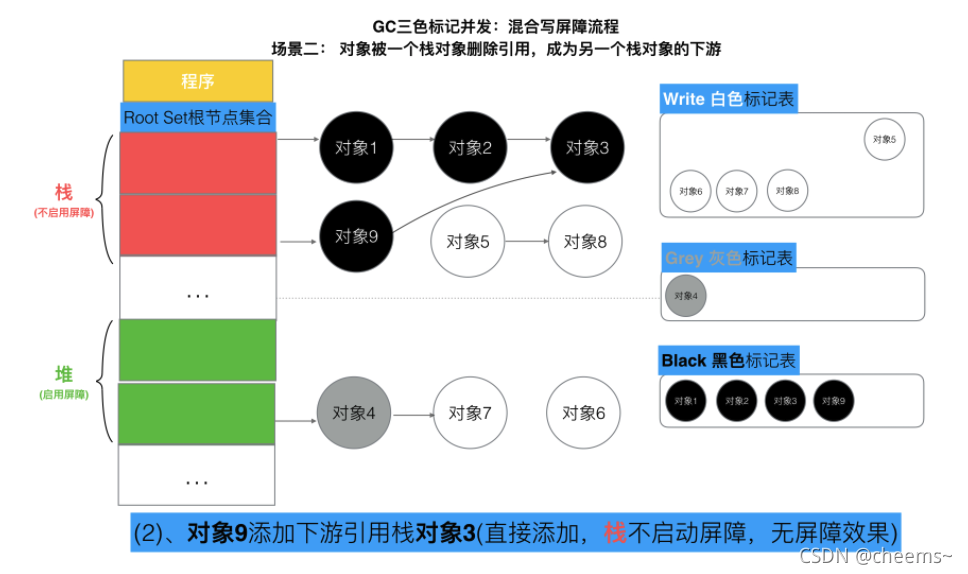 GC三色标记并发：混合写屏障流程
场景二： 对象被一个栈对象删除引用，成为另一个栈对象的下游
程序
Root Set根节点集合
栈
(不启用屏障)
...
堆
(启用屏障)
...
对象1
对象2
对象3
对象9
对象5
对象8
对象4
对象7
对象6
Write 白色标记表
对象5
对象6
对象7
对象8
Grey 灰色标记表
对象4
Black 黑色标记表
对象1
对象2
对象3
对象9
(2)、对象9添加下游引用栈对象3(直接添加，栈不启动屏障，无屏障效果)
CSDN @cheems~